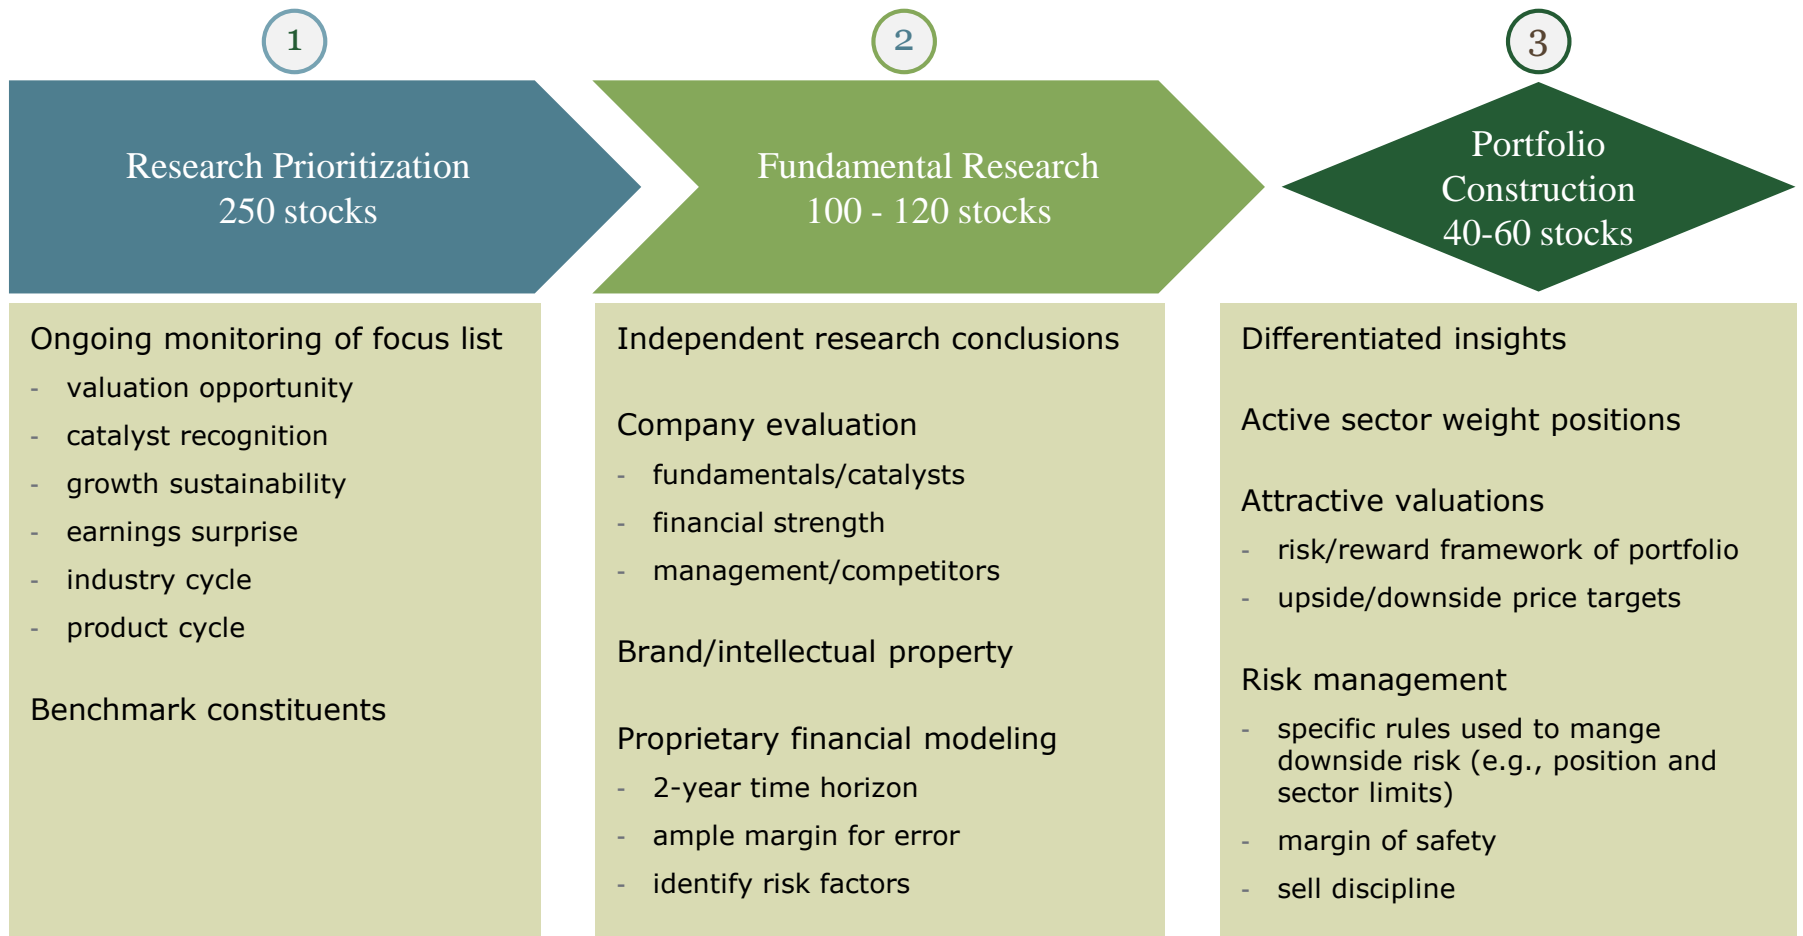 1
Research Prioritization
250 stocks
Ongoing monitoring of focus list
- valuation opportunity
- catalyst recognition
- growth sustainability
- earnings surprise
- industry cycle
- product cycle
Benchmark constituents
2
Fundamental Research
100 - 120 stocks
Independent research conclusions
Company evaluation
- fundamentals/catalysts
- financial strength
- management/competitors
Brand/intellectual property
Proprietary financial modeling
- 2-year time horizon
- ample margin for error
- identify risk factors
3
Portfolio
Construction
40-60 stocks
Differentiated insights
Active sector weight positions
Attractive valuations
- risk/reward framework of portfolio
- upside/downside price targets
Risk management
- specific rules used to mange
downside risk (e.g., position and
sector limits)
- margin of safety
- sell discipline